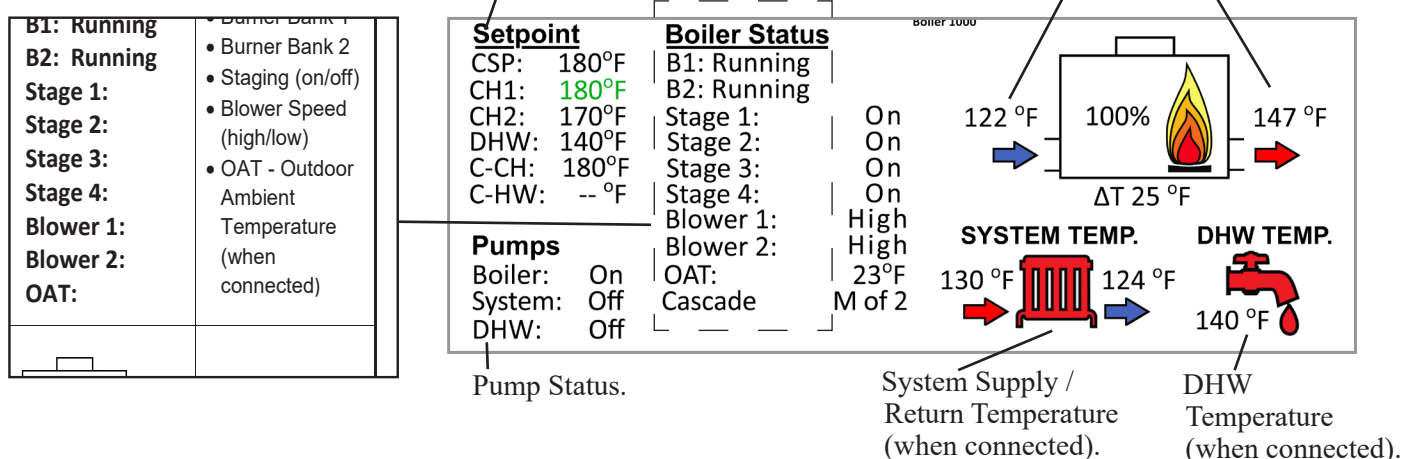 B1: Running
B2: Running
Stage 1:
Stage 2:
Stage 3:
Stage 4:
Blower 1:
Blower 2:
OAT:
• Burner Bank 1
• Burner Bank 2
• Staging (on/off)
• Blower Speed
(high/low)
• OAT - Outdoor
Ambient
Temperature
(when
connected)
Setpoint
CSP: 180°F
CH1: 180°F
CH2: 170°F
DHW: 140°F
C-CH: 180°F
C-HW: -- °F
Pumps
Boiler: On
System: Off
DHW: Off
Boiler Status
B1: Running
B2: Running
Stage 1: On
Stage 2: On
Stage 3: On
Stage 4: On
Blower 1: High
Blower 2: High
OAT: 23°F
Cascade M of 2
Boiler 1000
122 °F 100% 147 °F
ΔT 25 °F
SYSTEM TEMP. DHW TEMP.
130 °F 124 °F
140 °F
Pump Status.
System Supply /
Return Temperature
(when connected).
DHW
Temperature
(when connected).